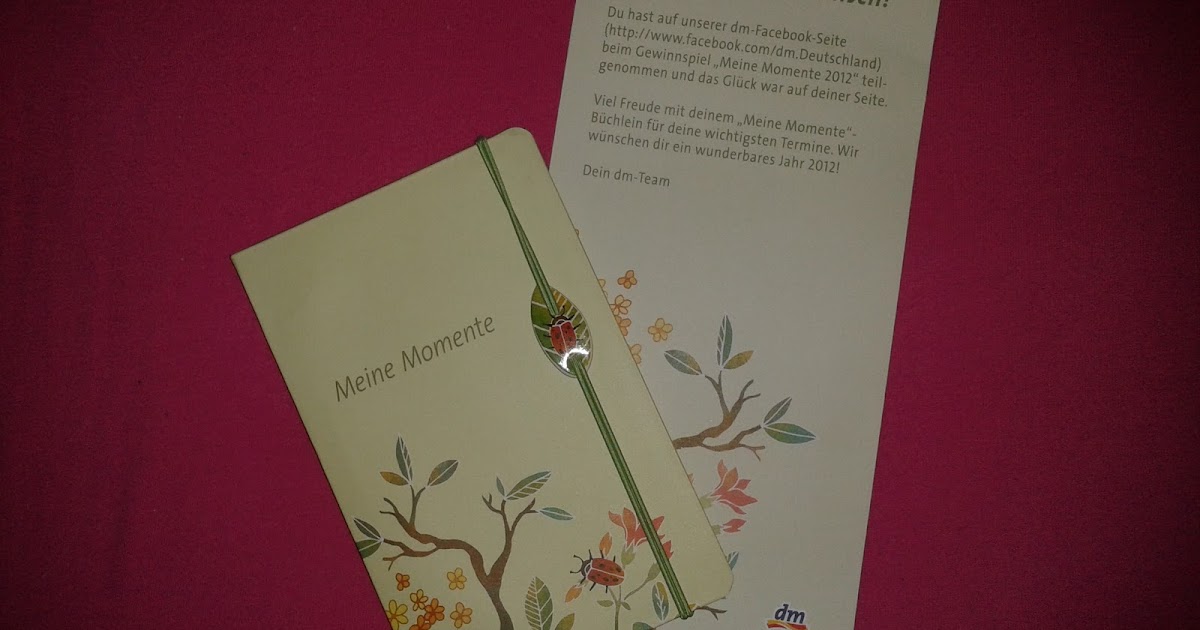 Du hast auf unserer dm-Facebook-Seite
(http://www.facebook.com/dm.Deutschland)
beim Gewinnspiel „Meine Momente 2012“ teil-
genommen und das Glück war auf deiner Seite.
Viel Freude mit deinem „Meine Momente“-
Büchlein für deine wichtigsten Termine. Wir
wünschen dir ein wunderbares Jahr 2012!
Dein dm-Team
Meine Momente
dm